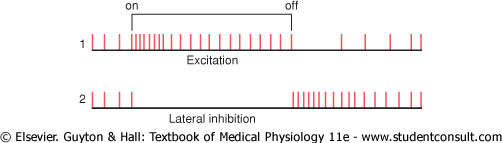 on off
1
Excitation
2
Lateral inhibition
© Elsevier. Guyton & Hall: Textbook of Medical Physiology 11e - www.studentconsult.com